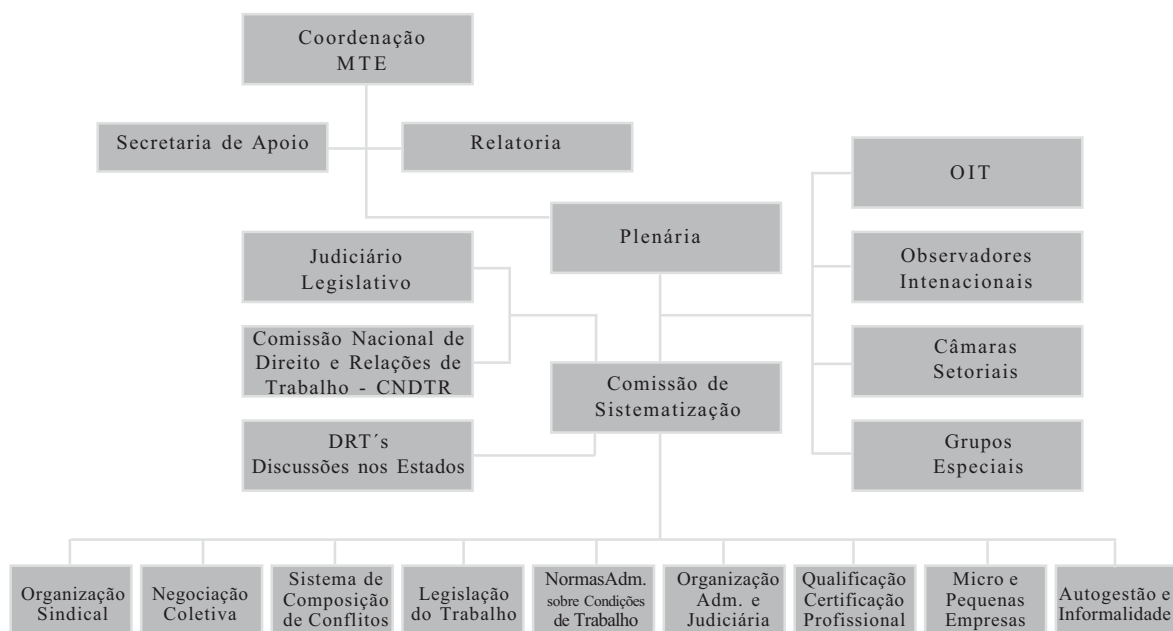 Coordenação
MTE
Secretaria de Apoio
Relatoria
OIT
Plenária
Judiciário
Legislativo
Observadores
Intenacionais
Comissão Nacional de
Direito e Relações de
Trabalho - CNDTR
Câmaras
Setoriais
Comissão de
Sistematização
DRT´s
Discussões nos Estados
Grupos
Especiais
Organização
Sindical
Negociação
Coletiva
Sistema de
Composição
de Conflitos
Legislação
do Trabalho
NormasAdm.
sobre Condições
de Trabalho
Organização
Adm. e
Judiciária
Qualificação
Certificação
Profissional
Micro e
Pequenas
Empresas
Autogestão e
Informalidade